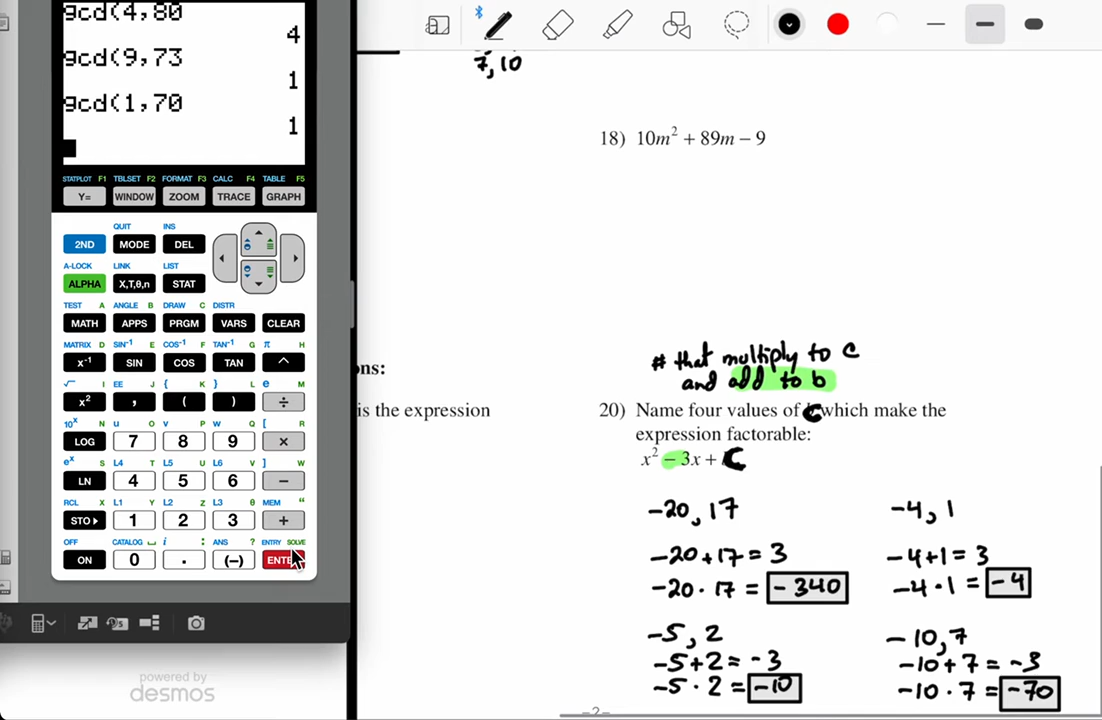 gcd(4,80
4
gcd(9,73
1
gcd(1,70
1
STATPLOT F1 TBLSET F2 FORMAT F3 CALC F4 TABLE F5
Y= WINDOW ZOOM TRACE GRAPH
QUIT INS
2ND MODE DEL
A-LOCK LINK LIST
ALPHA X,T,θ,n STAT
TEST A ANGLE B DRAW C DISTR
MATH APPS PRGM VARS CLEAR
MATRIX D SIN⁻¹ E COS⁻¹ F TAN⁻¹ G π H
x⁻¹ SIN COS TAN ^
√ I EE J { K } L e M
x² , ( ) ÷
10ˣ N u O v P w Q [ R
LOG 7 8 9 ×
eˣ S L4 T L5 U L6 V ] W
LN 4 5 6 −
RCL X L1 Y L2 Z L3 θ MEM "
STO▶ 1 2 3 +
OFF CATALOG i : ANS ? ENTRY SOLVE
ON 0 . (−) ENTE
powered by
desmos
7, 10
18) 10m² + 89m − 9
ons:
is the expression
# that multiply to c
and add to b
20) Name four values of C which make the
expression factorable:
x² − 3x + C
-20, 17
-20+17 = 3
-20·17 = -340
-5, 2
-5+2 = -3
-5·2 = -10
-4, 1
-4+1 = 3
-4·1 = -4
-10, 7
-10+7 = -3
-10·7 = -70
-2-